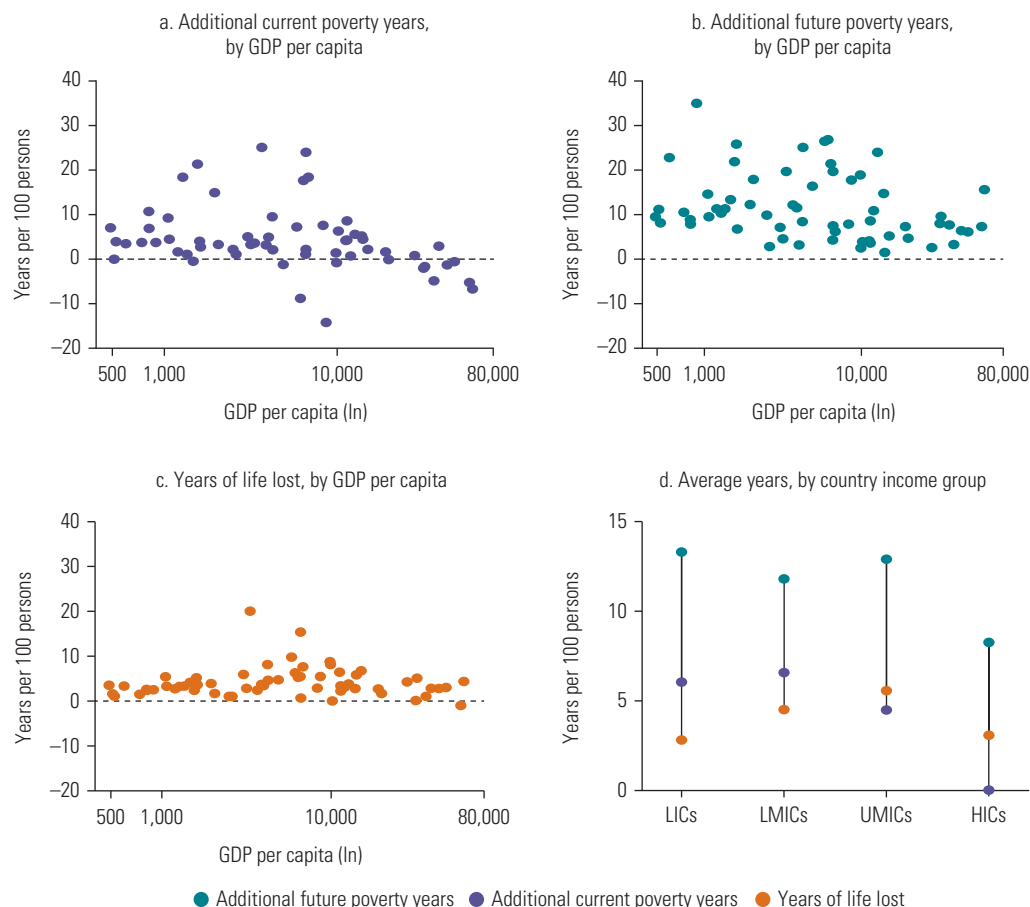 a. Additional current poverty years,
by GDP per capita
40
30
20
10
0
−10
−20
Years per 100 persons
500 1,000 10,000 80,000
GDP per capita (ln)
b. Additional future poverty years,
by GDP per capita
40
30
20
10
0
−10
−20
Years per 100 persons
500 1,000 10,000 80,000
GDP per capita (ln)
c. Years of life lost, by GDP per capita
40
30
20
10
0
−10
−20
Years per 100 persons
500 1,000 10,000 80,000
GDP per capita (ln)
d. Average years, by country income group
15
10
5
0
Years per 100 persons
LICs LMICs UMICs HICs
Additional future poverty years Additional current poverty years Years of life lost